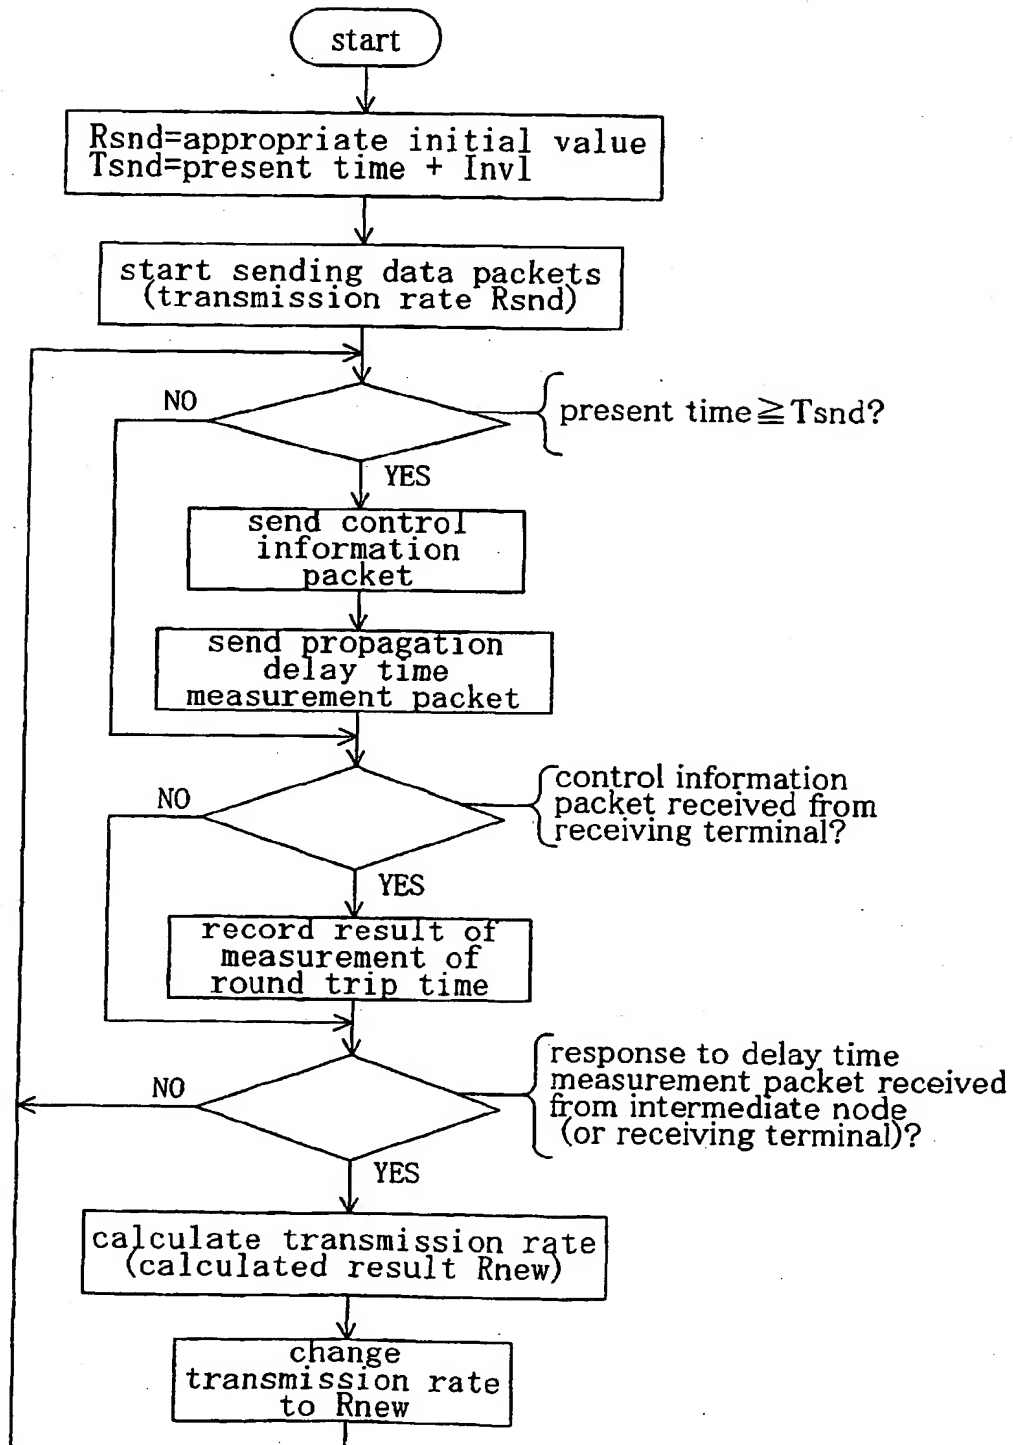 start
Rsnd=appropriate initial value
Tsnd=present time + Invl
start sending data packets
(transmission rate Rsnd)
NO
present time≧Tsnd?
YES
send control
information
packet
send propagation
delay time
measurement packet
NO
control information
packet received from
receiving terminal?
YES
record result of
measurement of
round trip time
NO
response to delay time
measurement packet received
from intermediate node
(or receiving terminal)?
YES
calculate transmission rate
(calculated result Rnew)
change
transmission rate
to Rnew